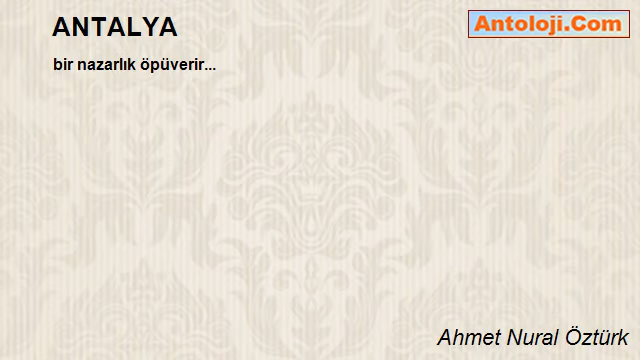 ANTALYA
Antoloji.Com
bir nazarlık öpüverir...
Ahmet Nural Öztürk